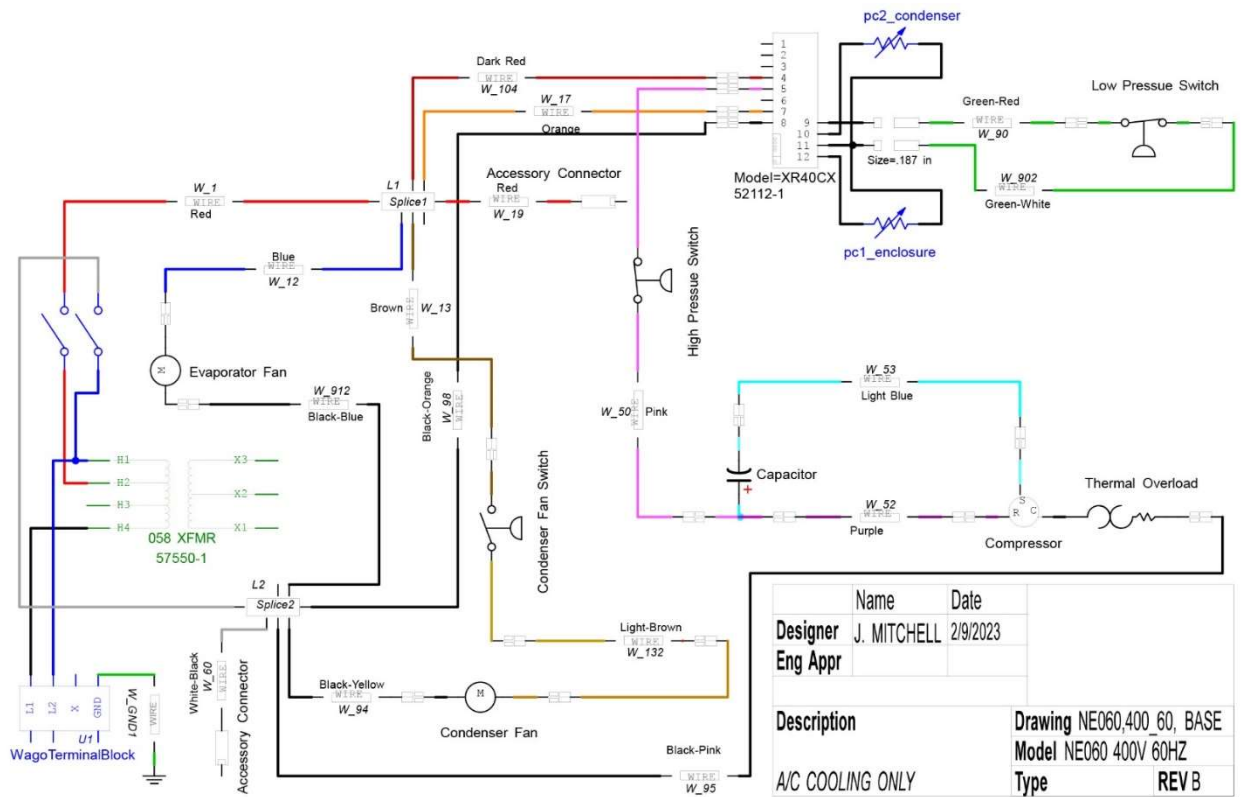 pc2_condenser
1
2
3
4
5
6
7
8
9
10
11
12
Dark Red
WIRE
W_104
W_17
WIRE
Orange
Green-Red
WIRE
W_90
Low Pressue Switch
Size=.187 in
Model=XR40CX
52112-1
W_902
WIRE
Green-White
pc1_enclosure
W_1
WIRE
Red
L1
Splice1
Accessory Connector
Red
WIRE
W_19
Blue
WIRE
W_12
Brown
WIRE
W_13
High Pressue Switch
M
Evaporator Fan
W_912
WIRE
Black-Blue
Black-Orange
WIRE
W_98
W_50
WIRE
Pink
W_53
WIRE
Light Blue
Capacitor
+
W_52
WIRE
Purple
S
R
C
Compressor
Thermal Overload
H1
H2
H3
H4
X3
X2
X1
058 XFMR
57550-1
Condenser Fan Switch
L2
Splice2
White-Black
W_60
WIRE
Accessory Connector
Light-Brown
WIRE
W_132
Black-Yellow
WIRE
W_94
M
Condenser Fan
L1
L2
X
GND
U1
WagoTerminalBlock
W_GND1
WIRE
Black-Pink
WIRE
W_95
Name Date
Designer J. MITCHELL 2/9/2023
Eng Appr
Description Drawing NE060,400_60, BASE
Model NE060 400V 60HZ
A/C COOLING ONLY Type REV B